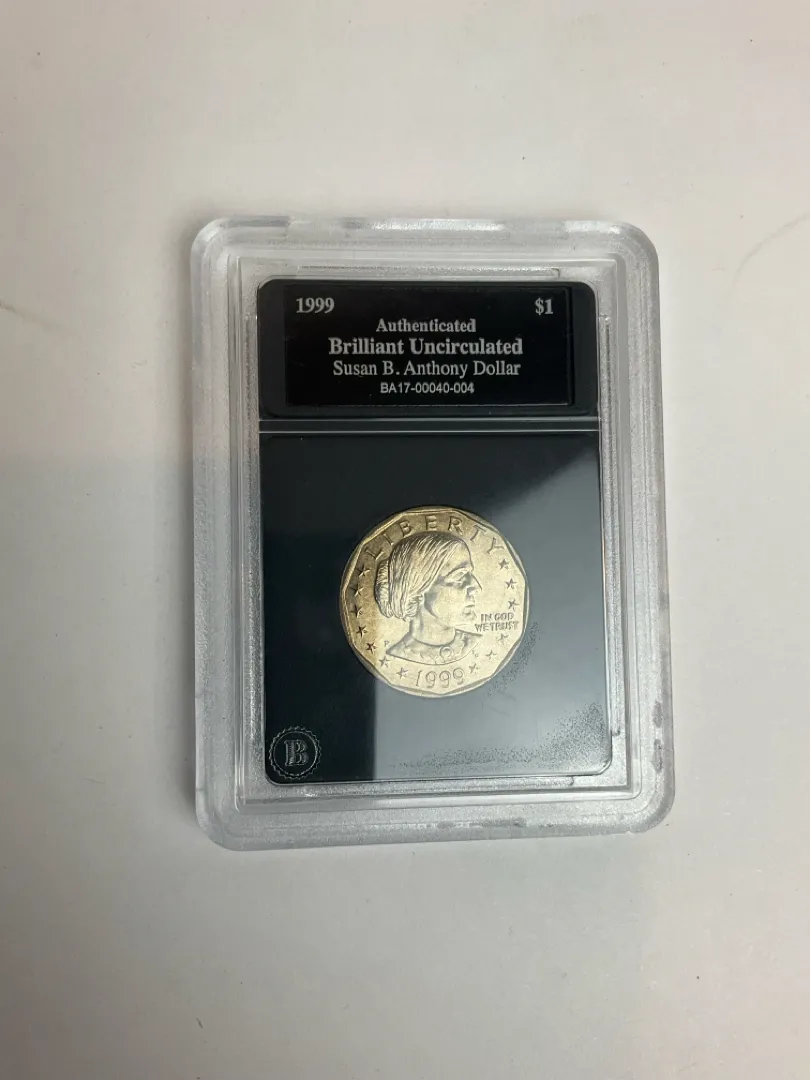 1999 $1
Authenticated
Brilliant Uncirculated
Susan B. Anthony Dollar
BA17-00040-004
LIBERTY
IN GOD
WE TRUST
P
1999
B